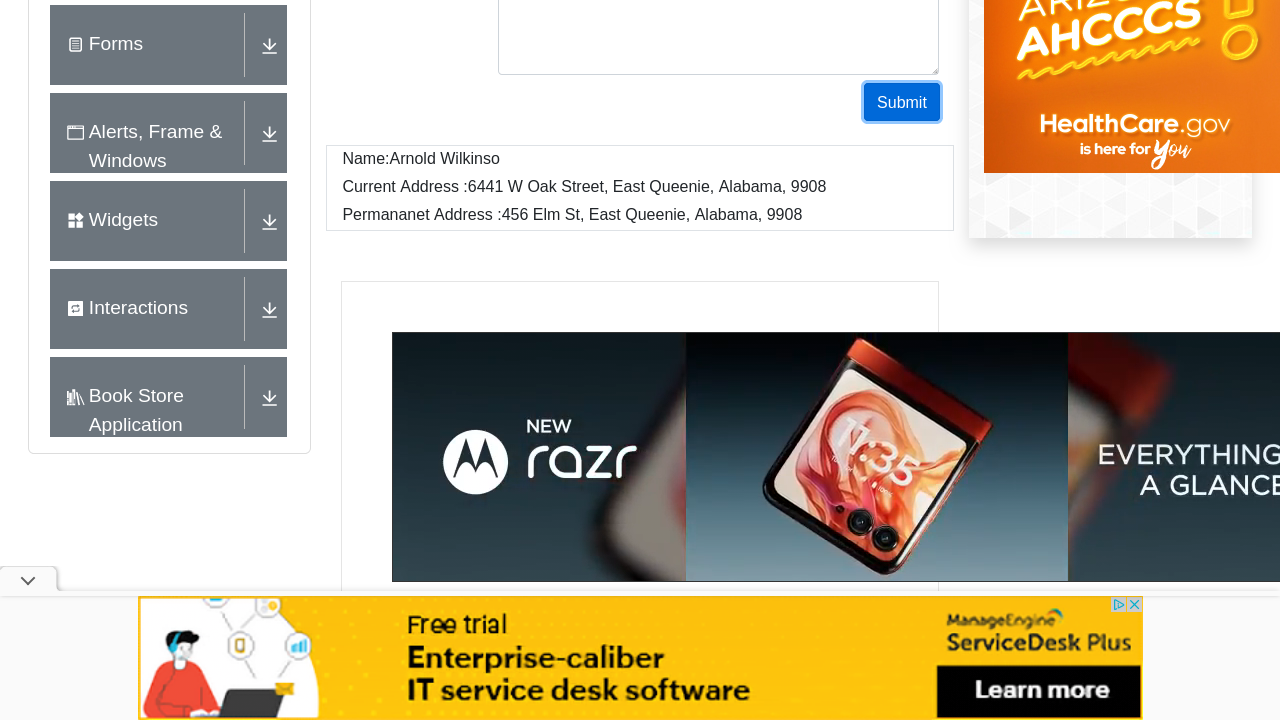 Forms
Alerts, Frame &
Windows
Widgets
Interactions
Book Store
Application
Submit
Name:Arnold Wilkinso
Current Address :6441 W Oak Street, East Queenie, Alabama, 9908
Permananet Address :456 Elm St, East Queenie, Alabama, 9908
AHCCCS
HealthCare.gov
is here for You
NEW
razr
11:35
EVERYTHING
A GLANCE
Free trial
Enterprise-caliber
IT service desk software
ManageEngine
ServiceDesk Plus
Learn more